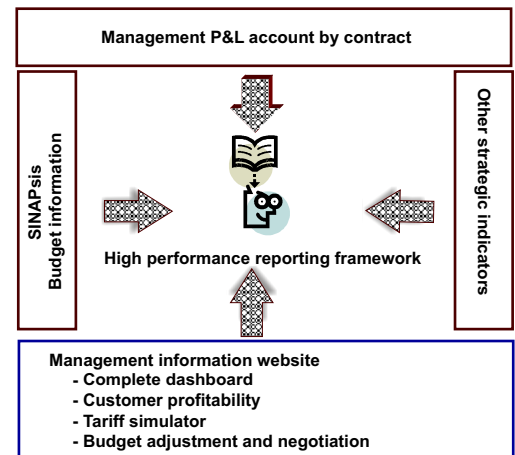 Management P&L account by contract
SINAPsis
Budget information
Other strategic
indicators
High performance reporting framework
Management information website
- Complete dashboard
- Customer profitability
- Tariff simulator
- Budget adjustment and negotiation